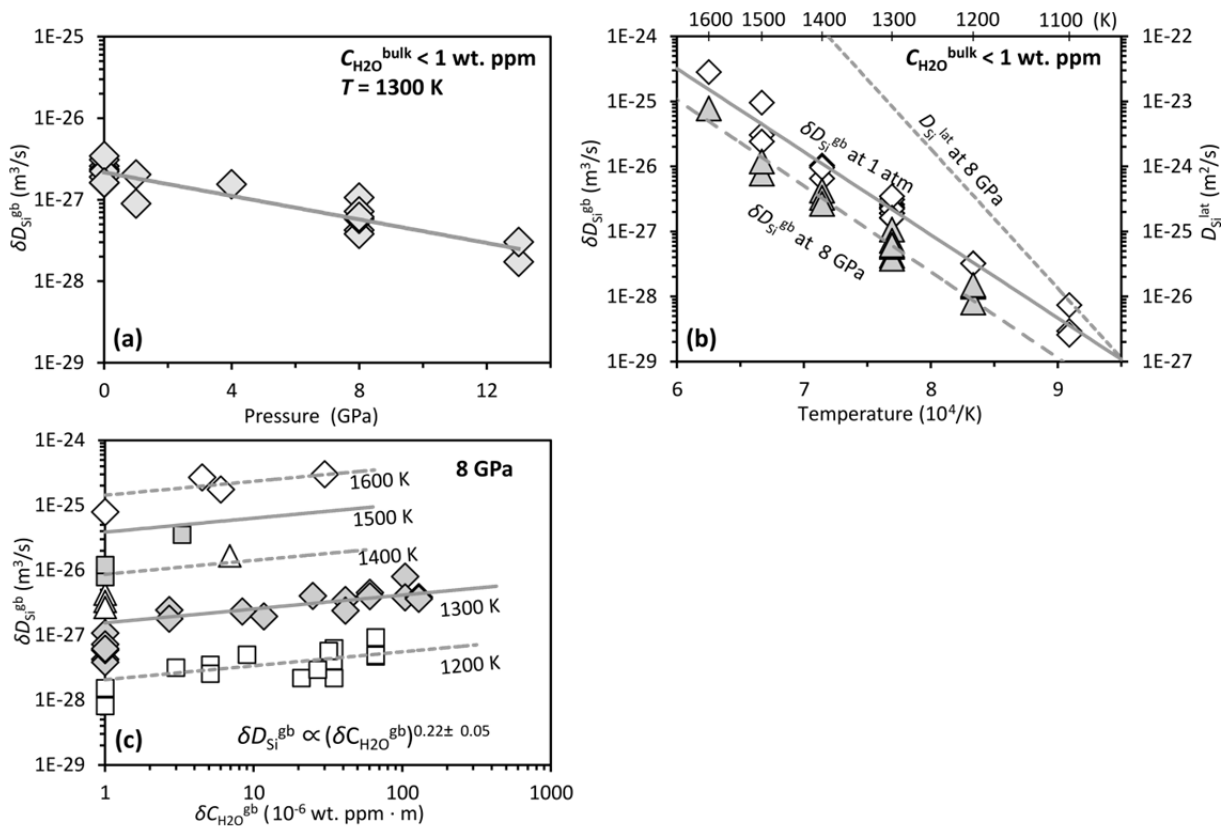 1E-25
1E-26
1E-27
1E-28
1E-29
δD_Si^gb (m³/s)
C_H2O^bulk < 1 wt. ppm
T = 1300 K
(a)
0 4 8 12
Pressure (GPa)
1600 1500 1400 1300 1200 1100 (K)
1E-24
1E-25
1E-26
1E-27
1E-28
1E-29
δD_Si^gb (m³/s)
C_H2O^bulk < 1 wt. ppm
D_Si^lat at 8 GPa
δD_Si^gb at 1 atm
δD_Si^gb at 8 GPa
(b)
1E-22
1E-23
1E-24
1E-25
1E-26
1E-27
D_Si^lat (m²/s)
6 7 8 9
Temperature (10⁴/K)
1E-24
1E-25
1E-26
1E-27
1E-28
1E-29
δD_Si^gb (m³/s)
8 GPa
1600 K
1500 K
1400 K
1300 K
1200 K
(c)
δD_Si^gb ∝ (δC_H2O^gb)^0.22± 0.05
1 10 100 1000
δC_H2O^gb (10⁻⁶ wt. ppm · m)